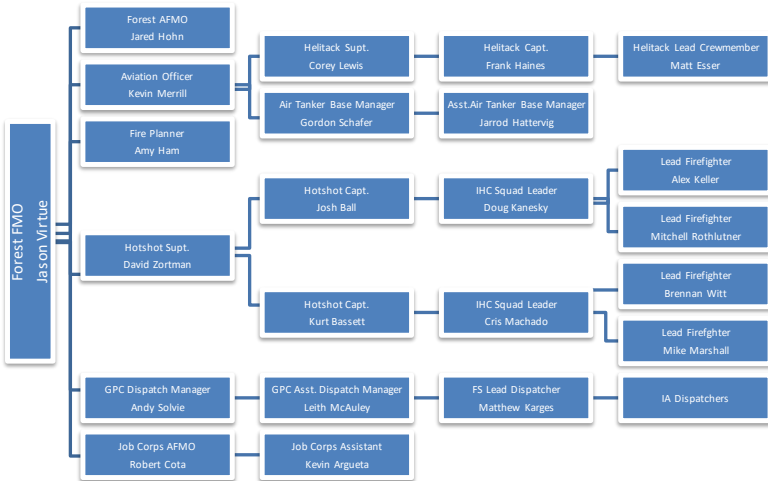 Forest FMO
Jason Virtue
Forest AFMO
Jared Hohn
Aviation Officer
Kevin Merrill
Helitack Supt.
Corey Lewis
Helitack Capt.
Frank Haines
Helitack Lead Crewmember
Matt Esser
Air Tanker Base Manager
Gordon Schafer
Asst.Air Tanker Base Manager
Jarrod Hattervig
Fire Planner
Amy Ham
Hotshot Supt.
David Zortman
Hotshot Capt.
Josh Ball
IHC Squad Leader
Doug Kanesky
Lead Firefighter
Alex Keller
Lead Firefighter
Mitchell Rothlutner
Hotshot Capt.
Kurt Bassett
IHC Squad Leader
Cris Machado
Lead Firefighter
Brennan Witt
Lead Firefghter
Mike Marshall
GPC Dispatch Manager
Andy Solvie
GPC Asst. Dispatch Manager
Leith McAuley
FS Lead Dispatcher
Matthew Karges
IA Dispatchers
Job Corps AFMO
Robert Cota
Job Corps Assistant
Kevin Argueta